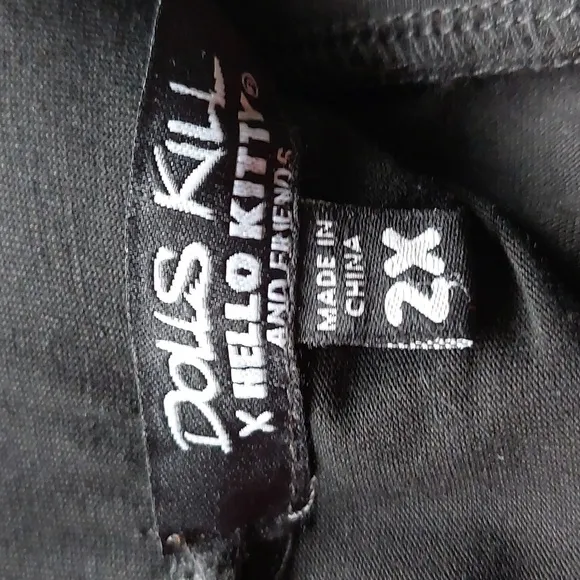 DOLLS KILL
X HELLO KITTY®
AND FRIENDS
MADE IN
CHINA
2X